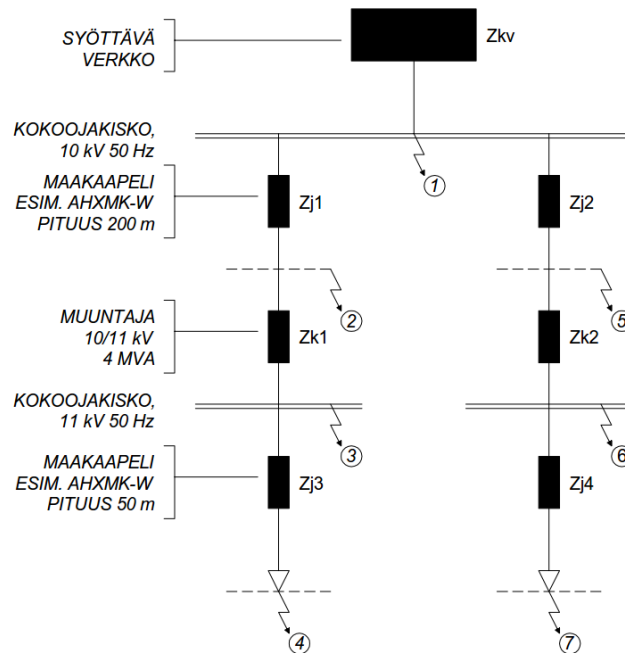 SYÖTTÄVÄ
VERKKO
Zkv
KOKOOJAKISKO,
10 kV 50 Hz
1
MAAKAAPELI
ESIM. AHXMK-W
PITUUS 200 m
Zj1
Zj2
2
5
MUUNTAJA
10/11 kV
4 MVA
Zk1
Zk2
KOKOOJAKISKO,
11 kV 50 Hz
3
6
MAAKAAPELI
ESIM. AHXMK-W
PITUUS 50 m
Zj3
Zj4
4
7